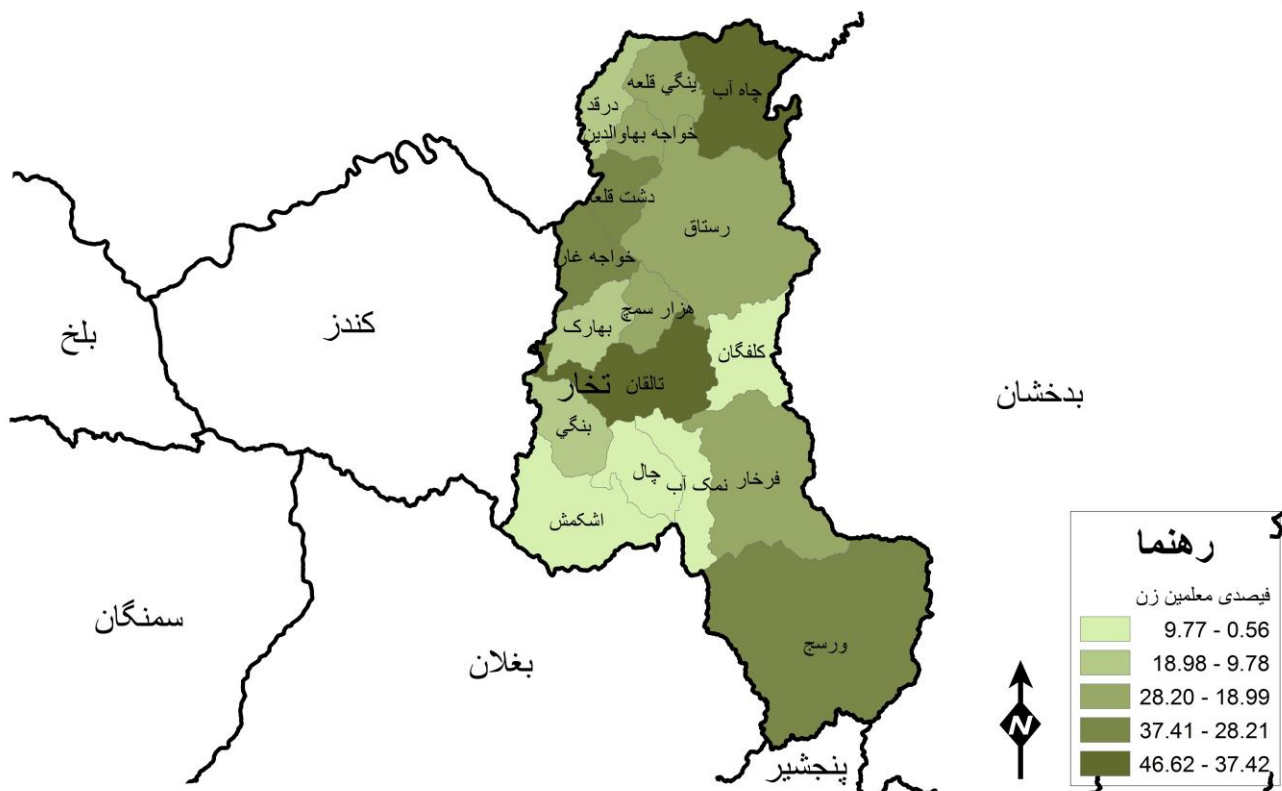 ينگي قلعه
چاه آب
درقد
خواجه بهاوالدین
دشت قلعه
رستاق
خواجه غار
هزار سمچ
بهارک
کلفگان
کندز
بلخ
تالقان
تخار
بدخشان
بنگي
چال
نمک آب
فرخار
اشکمش
سمنگان
بغلان
ورسج
پنجشیر
N
رهنما
فیصدی معلمین زن
9.77 - 0.56
18.98 - 9.78
28.20 - 18.99
37.41 - 28.21
46.62 - 37.42